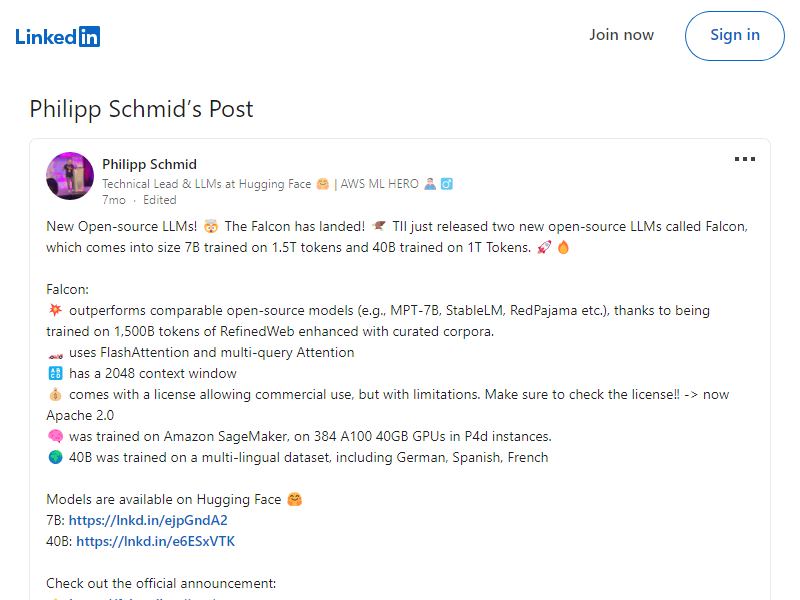 LinkedIn
Join now
Sign in
Philipp Schmid's Post
Philipp Schmid
Technical Lead & LLMs at Hugging Face 🤗 | AWS ML HERO 🦸🏻‍♂️
7mo · Edited
New Open-source LLMs! 🤯 The Falcon has landed! 🦅 TII just released two new open-source LLMs called Falcon,
which comes into size 7B trained on 1.5T tokens and 40B trained on 1T Tokens. 🚀 🔥
Falcon:
💥 outperforms comparable open-source models (e.g., MPT-7B, StableLM, RedPajama etc.), thanks to being
trained on 1,500B tokens of RefinedWeb enhanced with curated corpora.
🏎 uses FlashAttention and multi-query Attention
🔠 has a 2048 context window
💰 comes with a license allowing commercial use, but with limitations. Make sure to check the license!! -> now
Apache 2.0
🧠 was trained on Amazon SageMaker, on 384 A100 40GB GPUs in P4d instances.
🌍 40B was trained on a multi-lingual dataset, including German, Spanish, French
Models are available on Hugging Face 🤗
7B: https://lnkd.in/ejpGndA2
40B: https://lnkd.in/e6ESxVTK
Check out the official announcement: